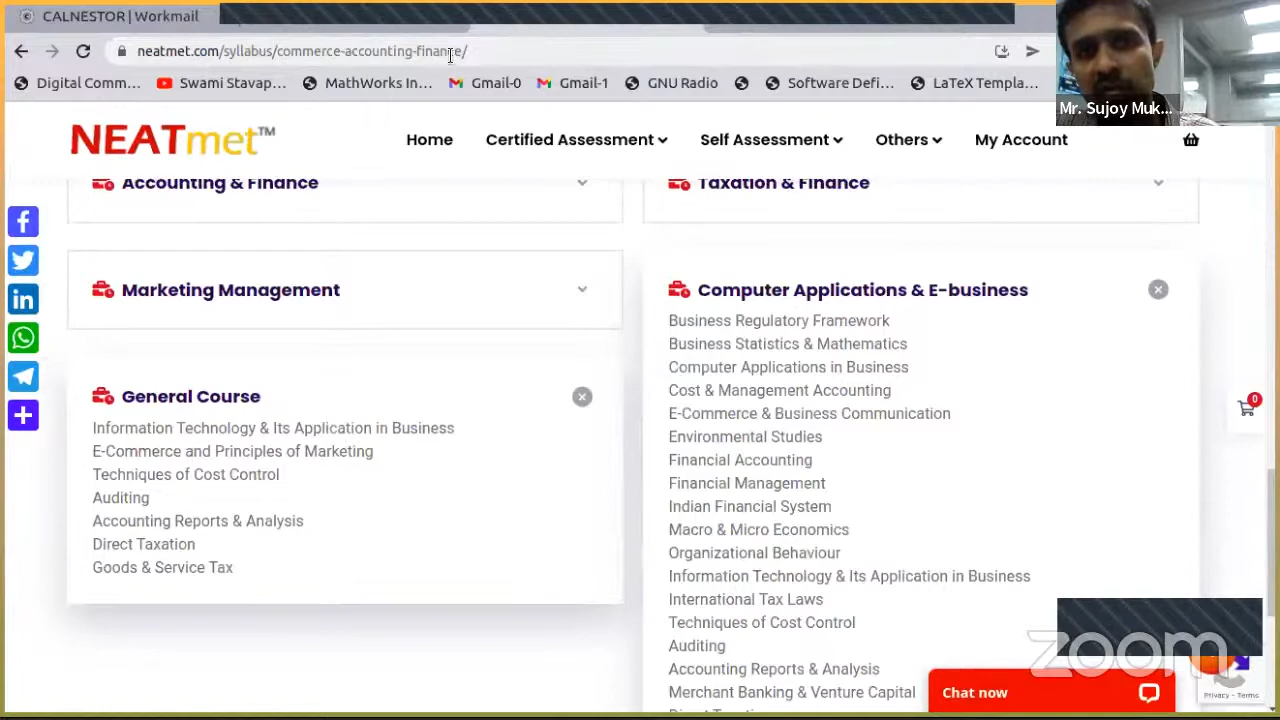 CALNESTOR | Workmail
neatmet.com/syllabus/commerce-accounting-finance/
Digital Comm... Swami Stavap... MathWorks In... Gmail-0 Gmail-1 GNU Radio Software Defi... LaTeX Templa...
Mr. Sujoy Muk...
NEATmet™
Home Certified Assessment Self Assessment Others My Account
Accounting & Finance
Taxation & Finance
Marketing Management
Computer Applications & E-business
Business Regulatory Framework
Business Statistics & Mathematics
Computer Applications in Business
Cost & Management Accounting
E-Commerce & Business Communication
Environmental Studies
Financial Accounting
Financial Management
Indian Financial System
Macro & Micro Economics
Organizational Behaviour
Information Technology & Its Application in Business
International Tax Laws
Techniques of Cost Control
Auditing
Accounting Reports & Analysis
Merchant Banking & Venture Capital
General Course
Information Technology & Its Application in Business
E-Commerce and Principles of Marketing
Techniques of Cost Control
Auditing
Accounting Reports & Analysis
Direct Taxation
Goods & Service Tax
0
zoom
Chat now
Privacy - Terms